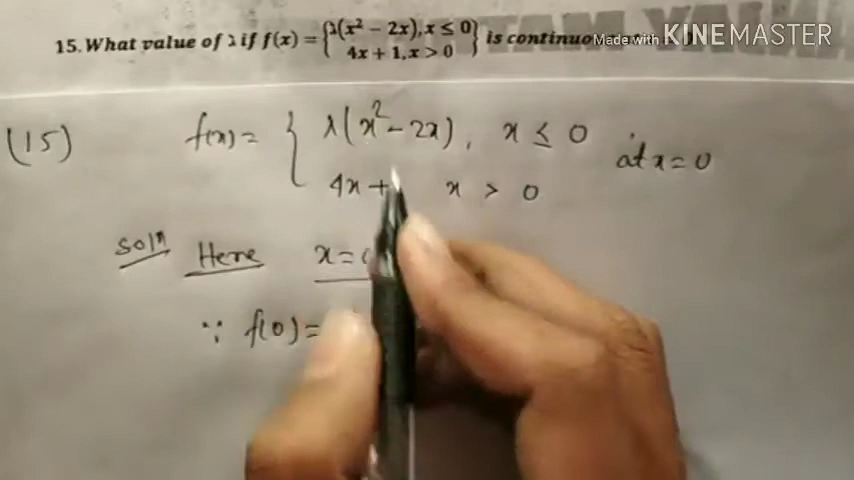 15. What value of λ if f(x) = {λ(x² − 2x), x ≤ 0
4x + 1, x > 0} is
Made with KINEMASTER
(15) f(x) = { λ(x² − 2x), x ≤ 0
at x = 0
4x + x > 0
Solⁿ Here x =
∵ f(0) =